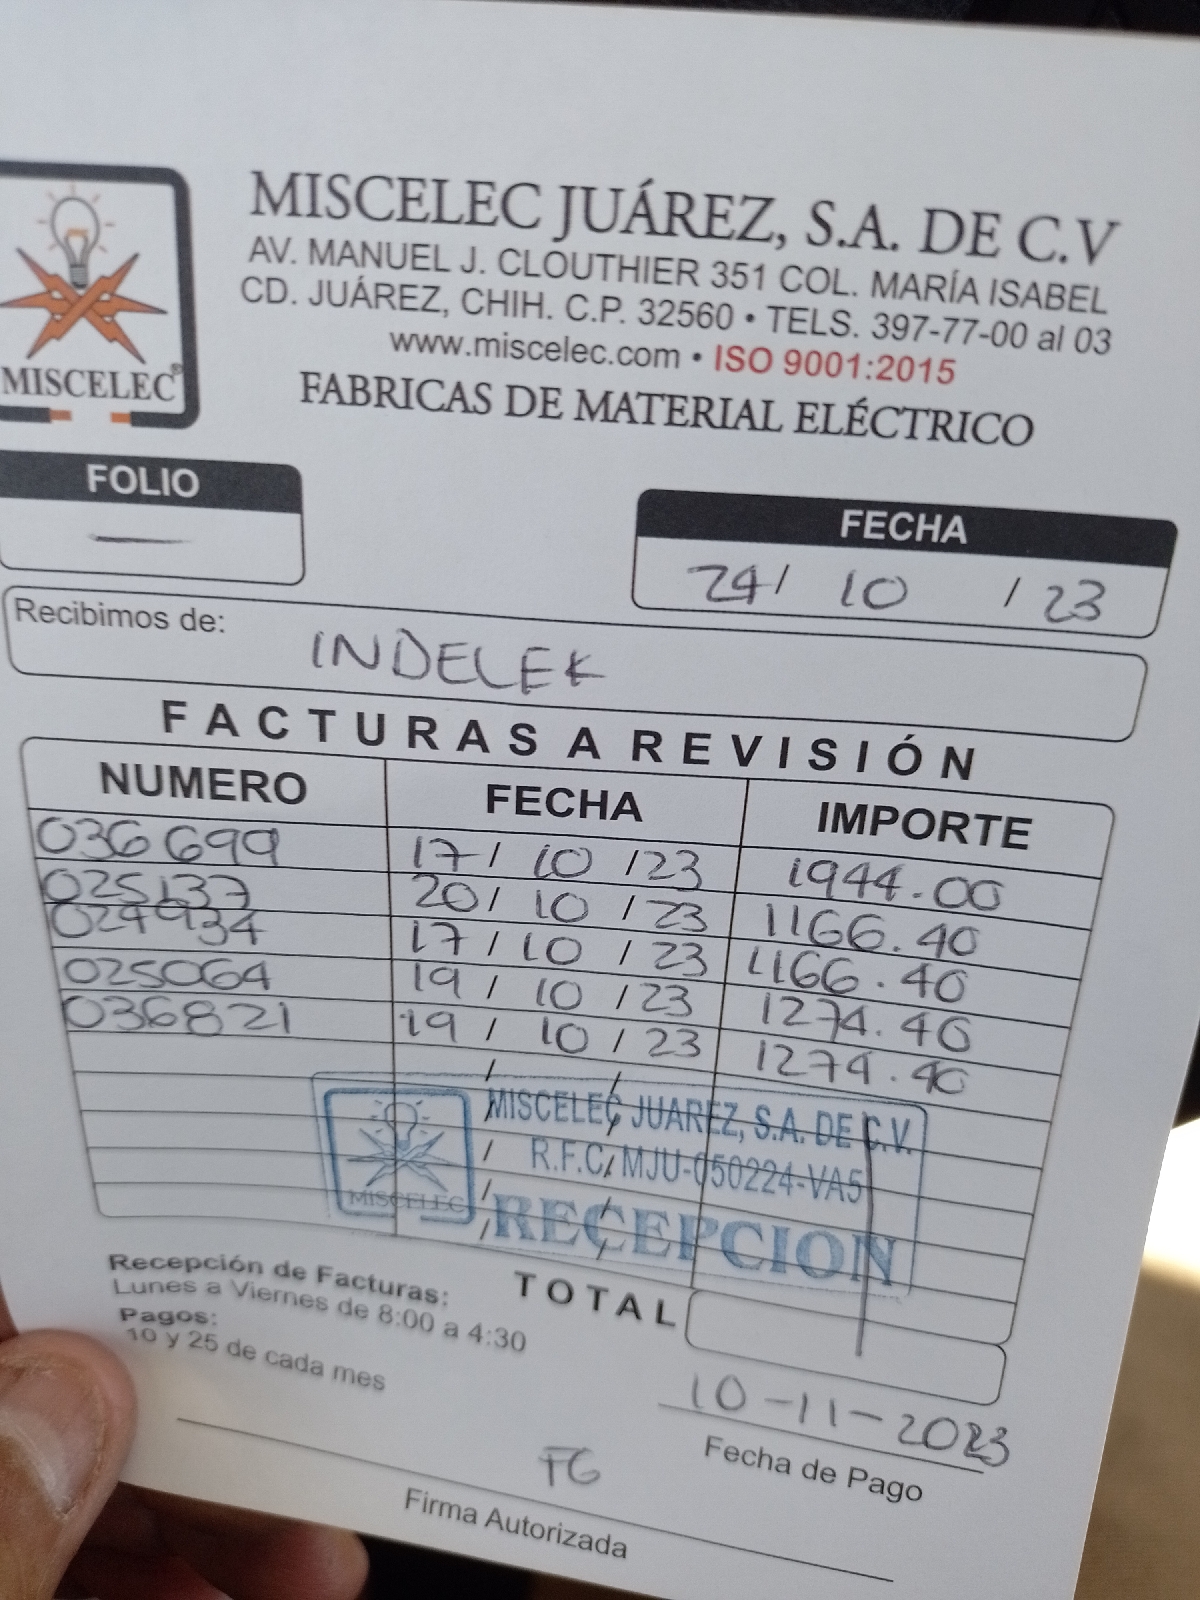 MISCELEC®
MISCELEC JUÁREZ, S.A. DE C.V
AV. MANUEL J. CLOUTHIER 351 COL. MARÍA ISABEL
CD. JUÁREZ, CHIH. C.P. 32560 • TELS. 397-77-00 al 03
www.miscelec.com • ISO 9001:2015
FABRICAS DE MATERIAL ELÉCTRICO
FOLIO
—
FECHA
24/ 10 / 23
Recibimos de: INDELEK
FACTURAS A REVISIÓN
NUMERO FECHA IMPORTE
036699 17/ 10 /23 1944.00
025137 20/ 10 / 23 1166.40
024934 17/ 10 / 23 1166.40
025064 19 / 10 /23 1274.40
036821 19 / 10 / 23 1274.40
MISCELEC JUAREZ, S.A. DE C.V.
R.F.C. MJU-050224-VA5
MISCELEC
RECEPCION
Recepción de Facturas:
Lunes a Viernes de 8:00 a 4:30
Pagos:
10 y 25 de cada mes
TOTAL
10-11-2023
Fecha de Pago
FG
Firma Autorizada